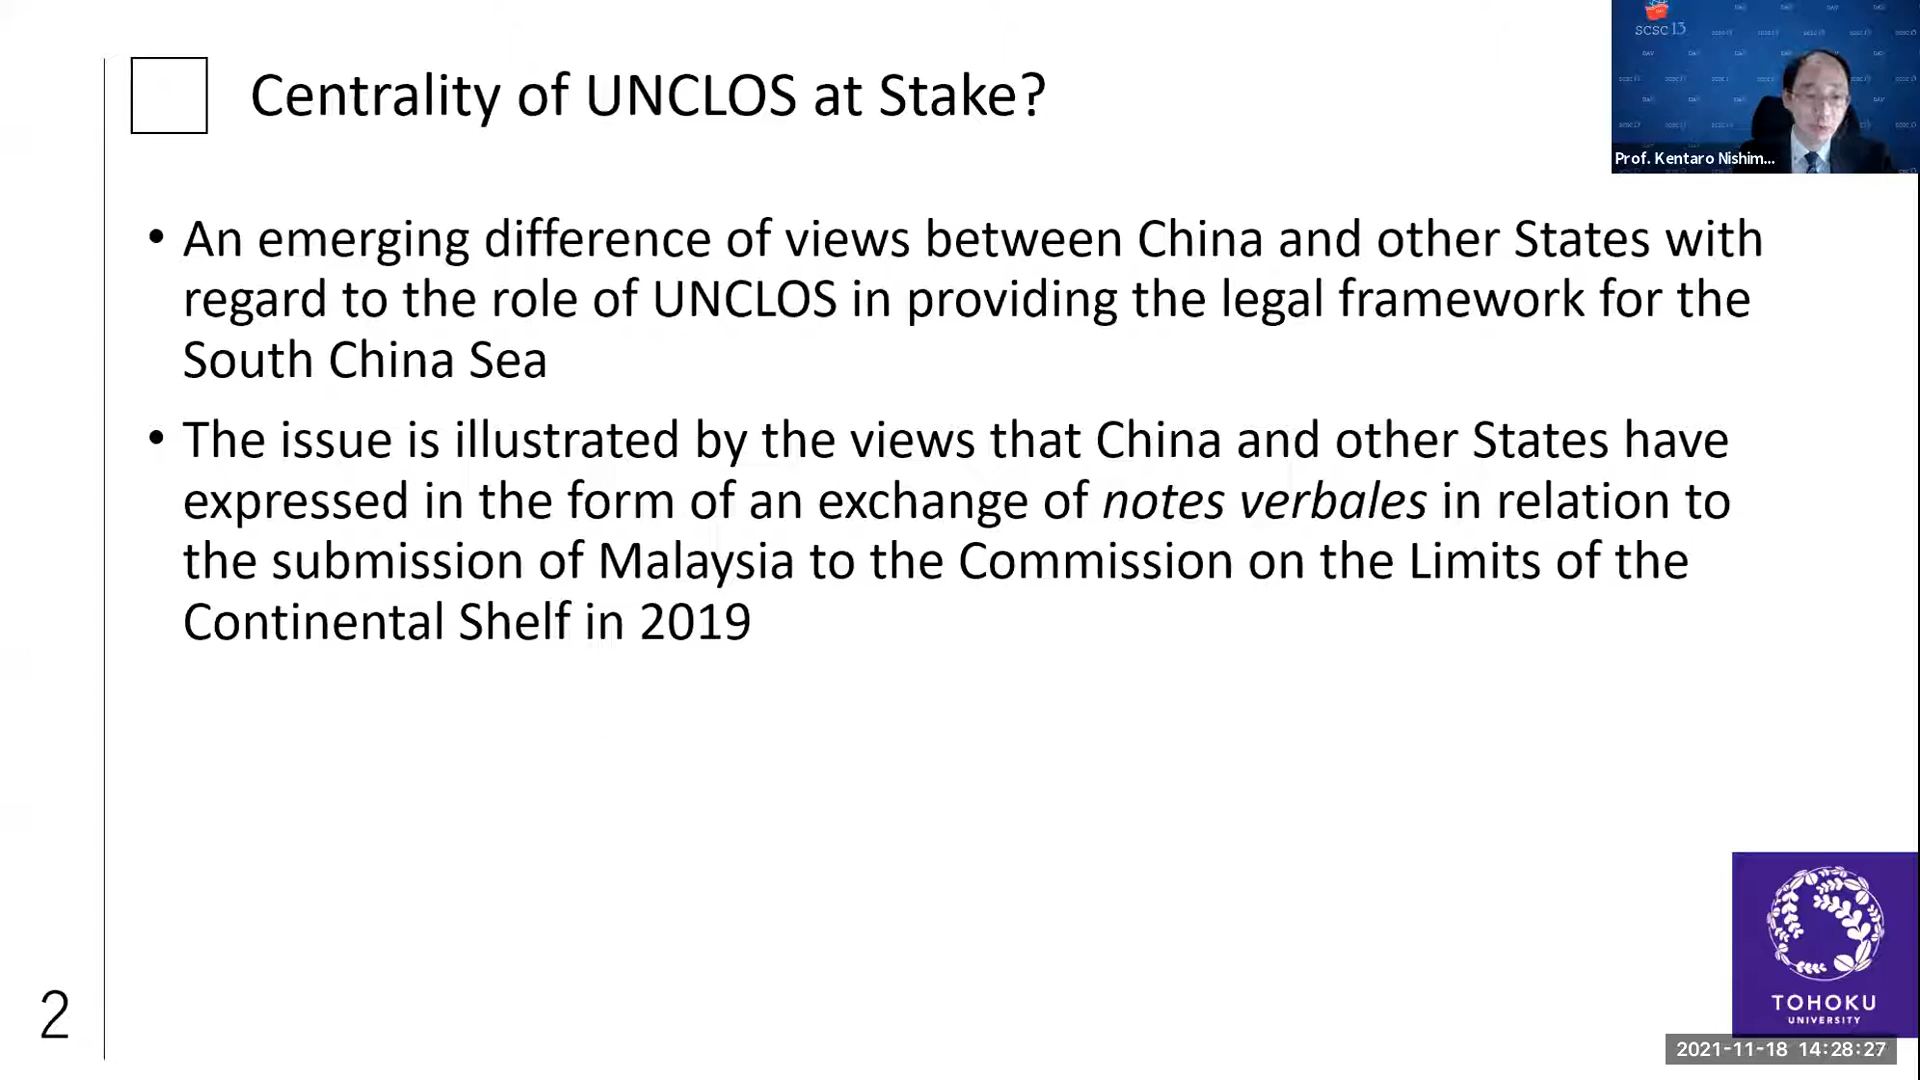 Centrality of UNCLOS at Stake?
scsc13
Prof. Kentaro Nishim...
• An emerging difference of views between China and other States with
regard to the role of UNCLOS in providing the legal framework for the
South China Sea
• The issue is illustrated by the views that China and other States have
expressed in the form of an exchange of notes verbales in relation to
the submission of Malaysia to the Commission on the Limits of the
Continental Shelf in 2019
2
TOHOKU
UNIVERSITY
2021-11-18 14:28:27